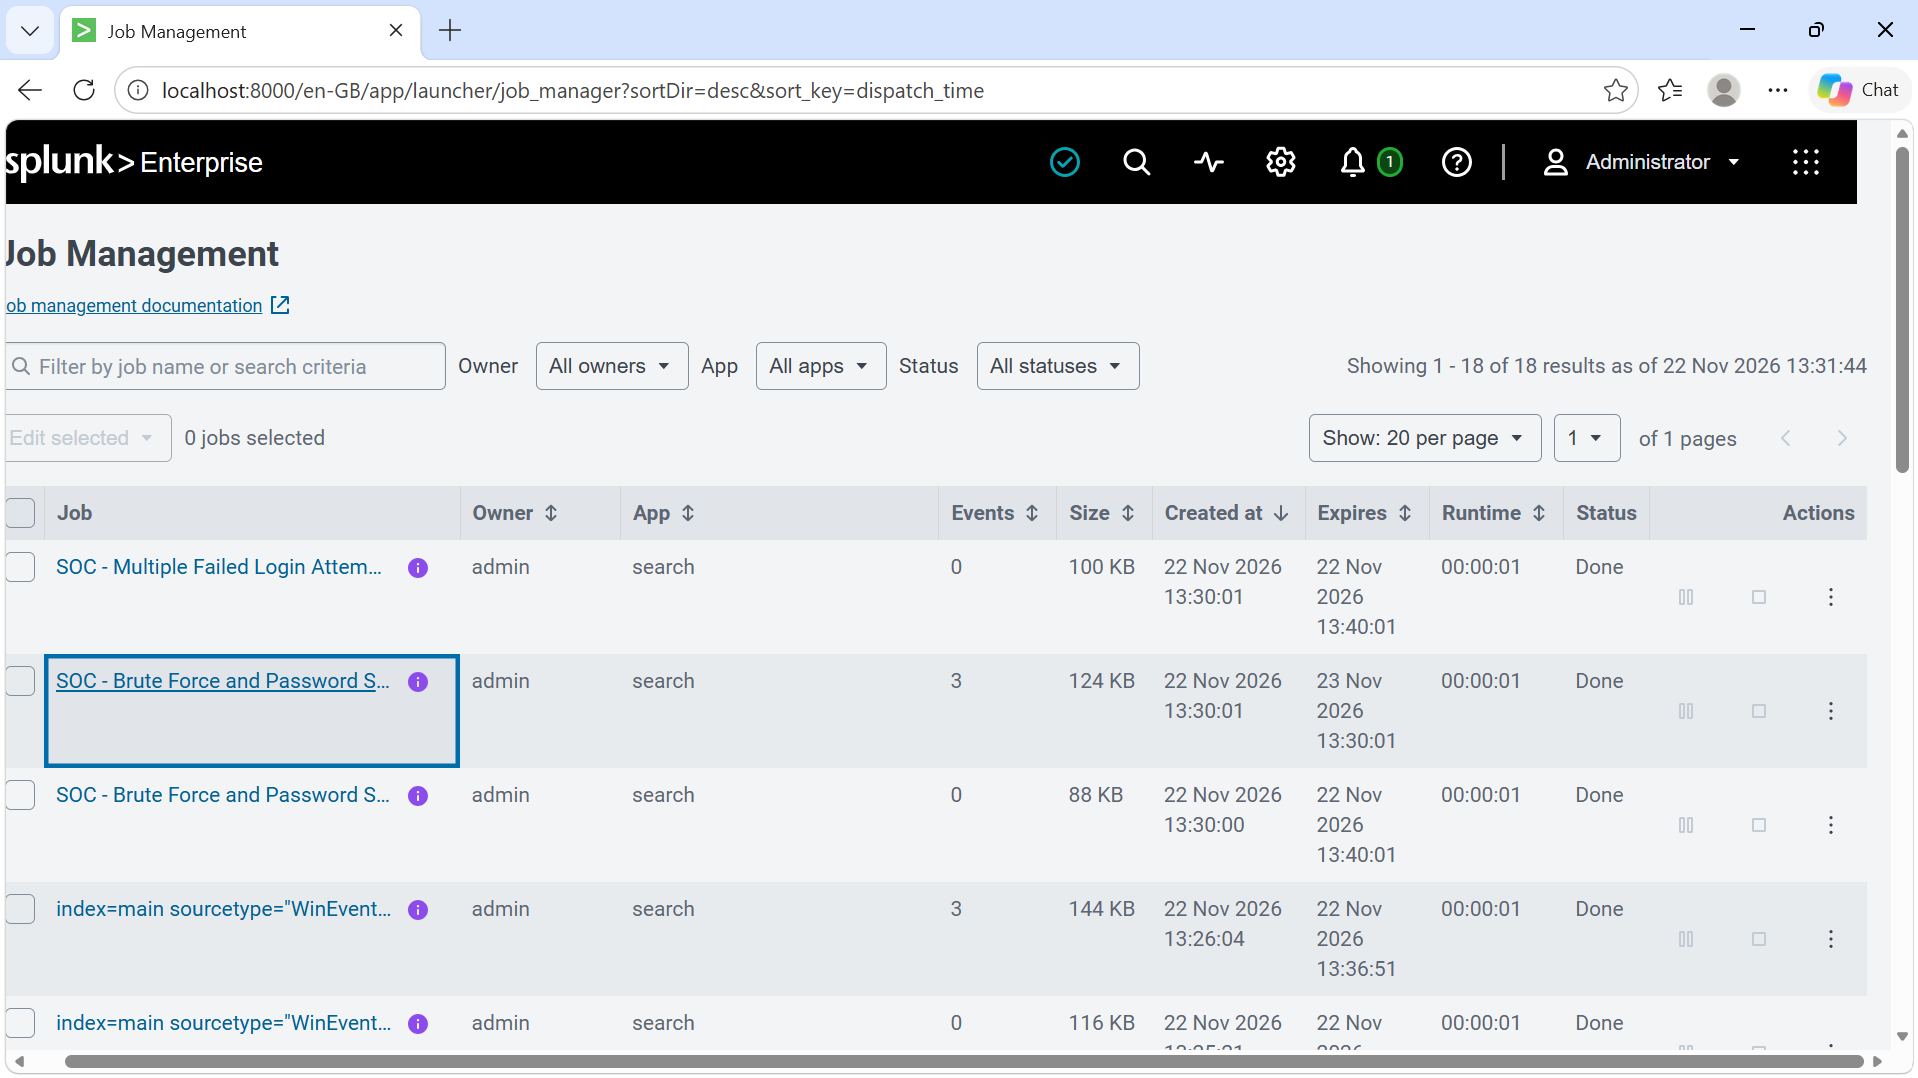 Job Management
localhost:8000/en-GB/app/launcher/job_manager?sortDir=desc&sort_key=dispatch_time
Chat
splunk>Enterprise
1
Administrator
Job Management
ob management documentation
Filter by job name or search criteria
Owner
All owners
App
All apps
Status
All statuses
Showing 1 - 18 of 18 results as of 22 Nov 2026 13:31:44
Edit selected
0 jobs selected
Show: 20 per page
1
of 1 pages
Job
Owner
App
Events
Size
Created at
Expires
Runtime
Status
Actions
SOC - Multiple Failed Login Attem...
admin
search
0
100 KB
22 Nov 2026
13:30:01
22 Nov
2026
13:40:01
00:00:01
Done
SOC - Brute Force and Password S...
admin
search
3
124 KB
22 Nov 2026
13:30:01
23 Nov
2026
13:30:01
00:00:01
Done
SOC - Brute Force and Password S...
admin
search
0
88 KB
22 Nov 2026
13:30:00
22 Nov
2026
13:40:01
00:00:01
Done
index=main sourcetype="WinEvent...
admin
search
3
144 KB
22 Nov 2026
13:26:04
22 Nov
2026
13:36:51
00:00:01
Done
index=main sourcetype="WinEvent...
admin
search
0
116 KB
22 Nov 2026
22 Nov
2026
00:00:01
Done